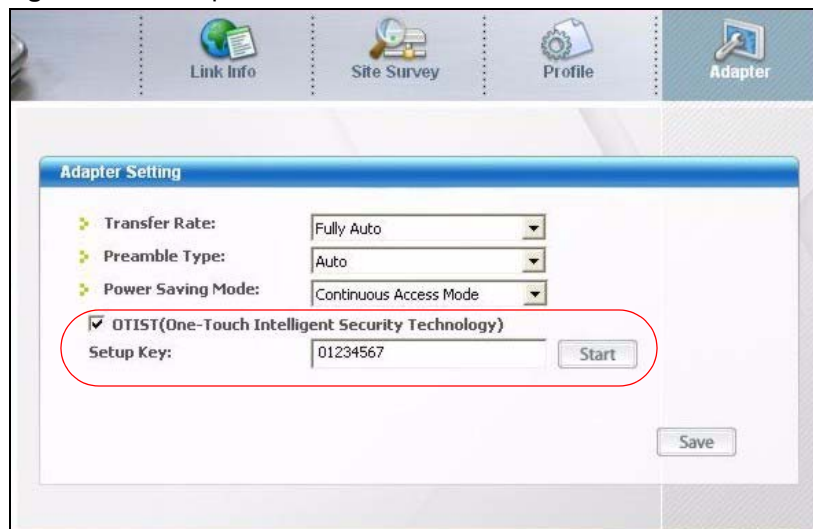 Link Info
Site Survey
Profile
Adapter
Adapter Setting
Transfer Rate: Fully Auto
Preamble Type: Auto
Power Saving Mode: Continuous Access Mode
OTIST(One-Touch Intelligent Security Technology)
Setup Key: 01234567 Start
Save